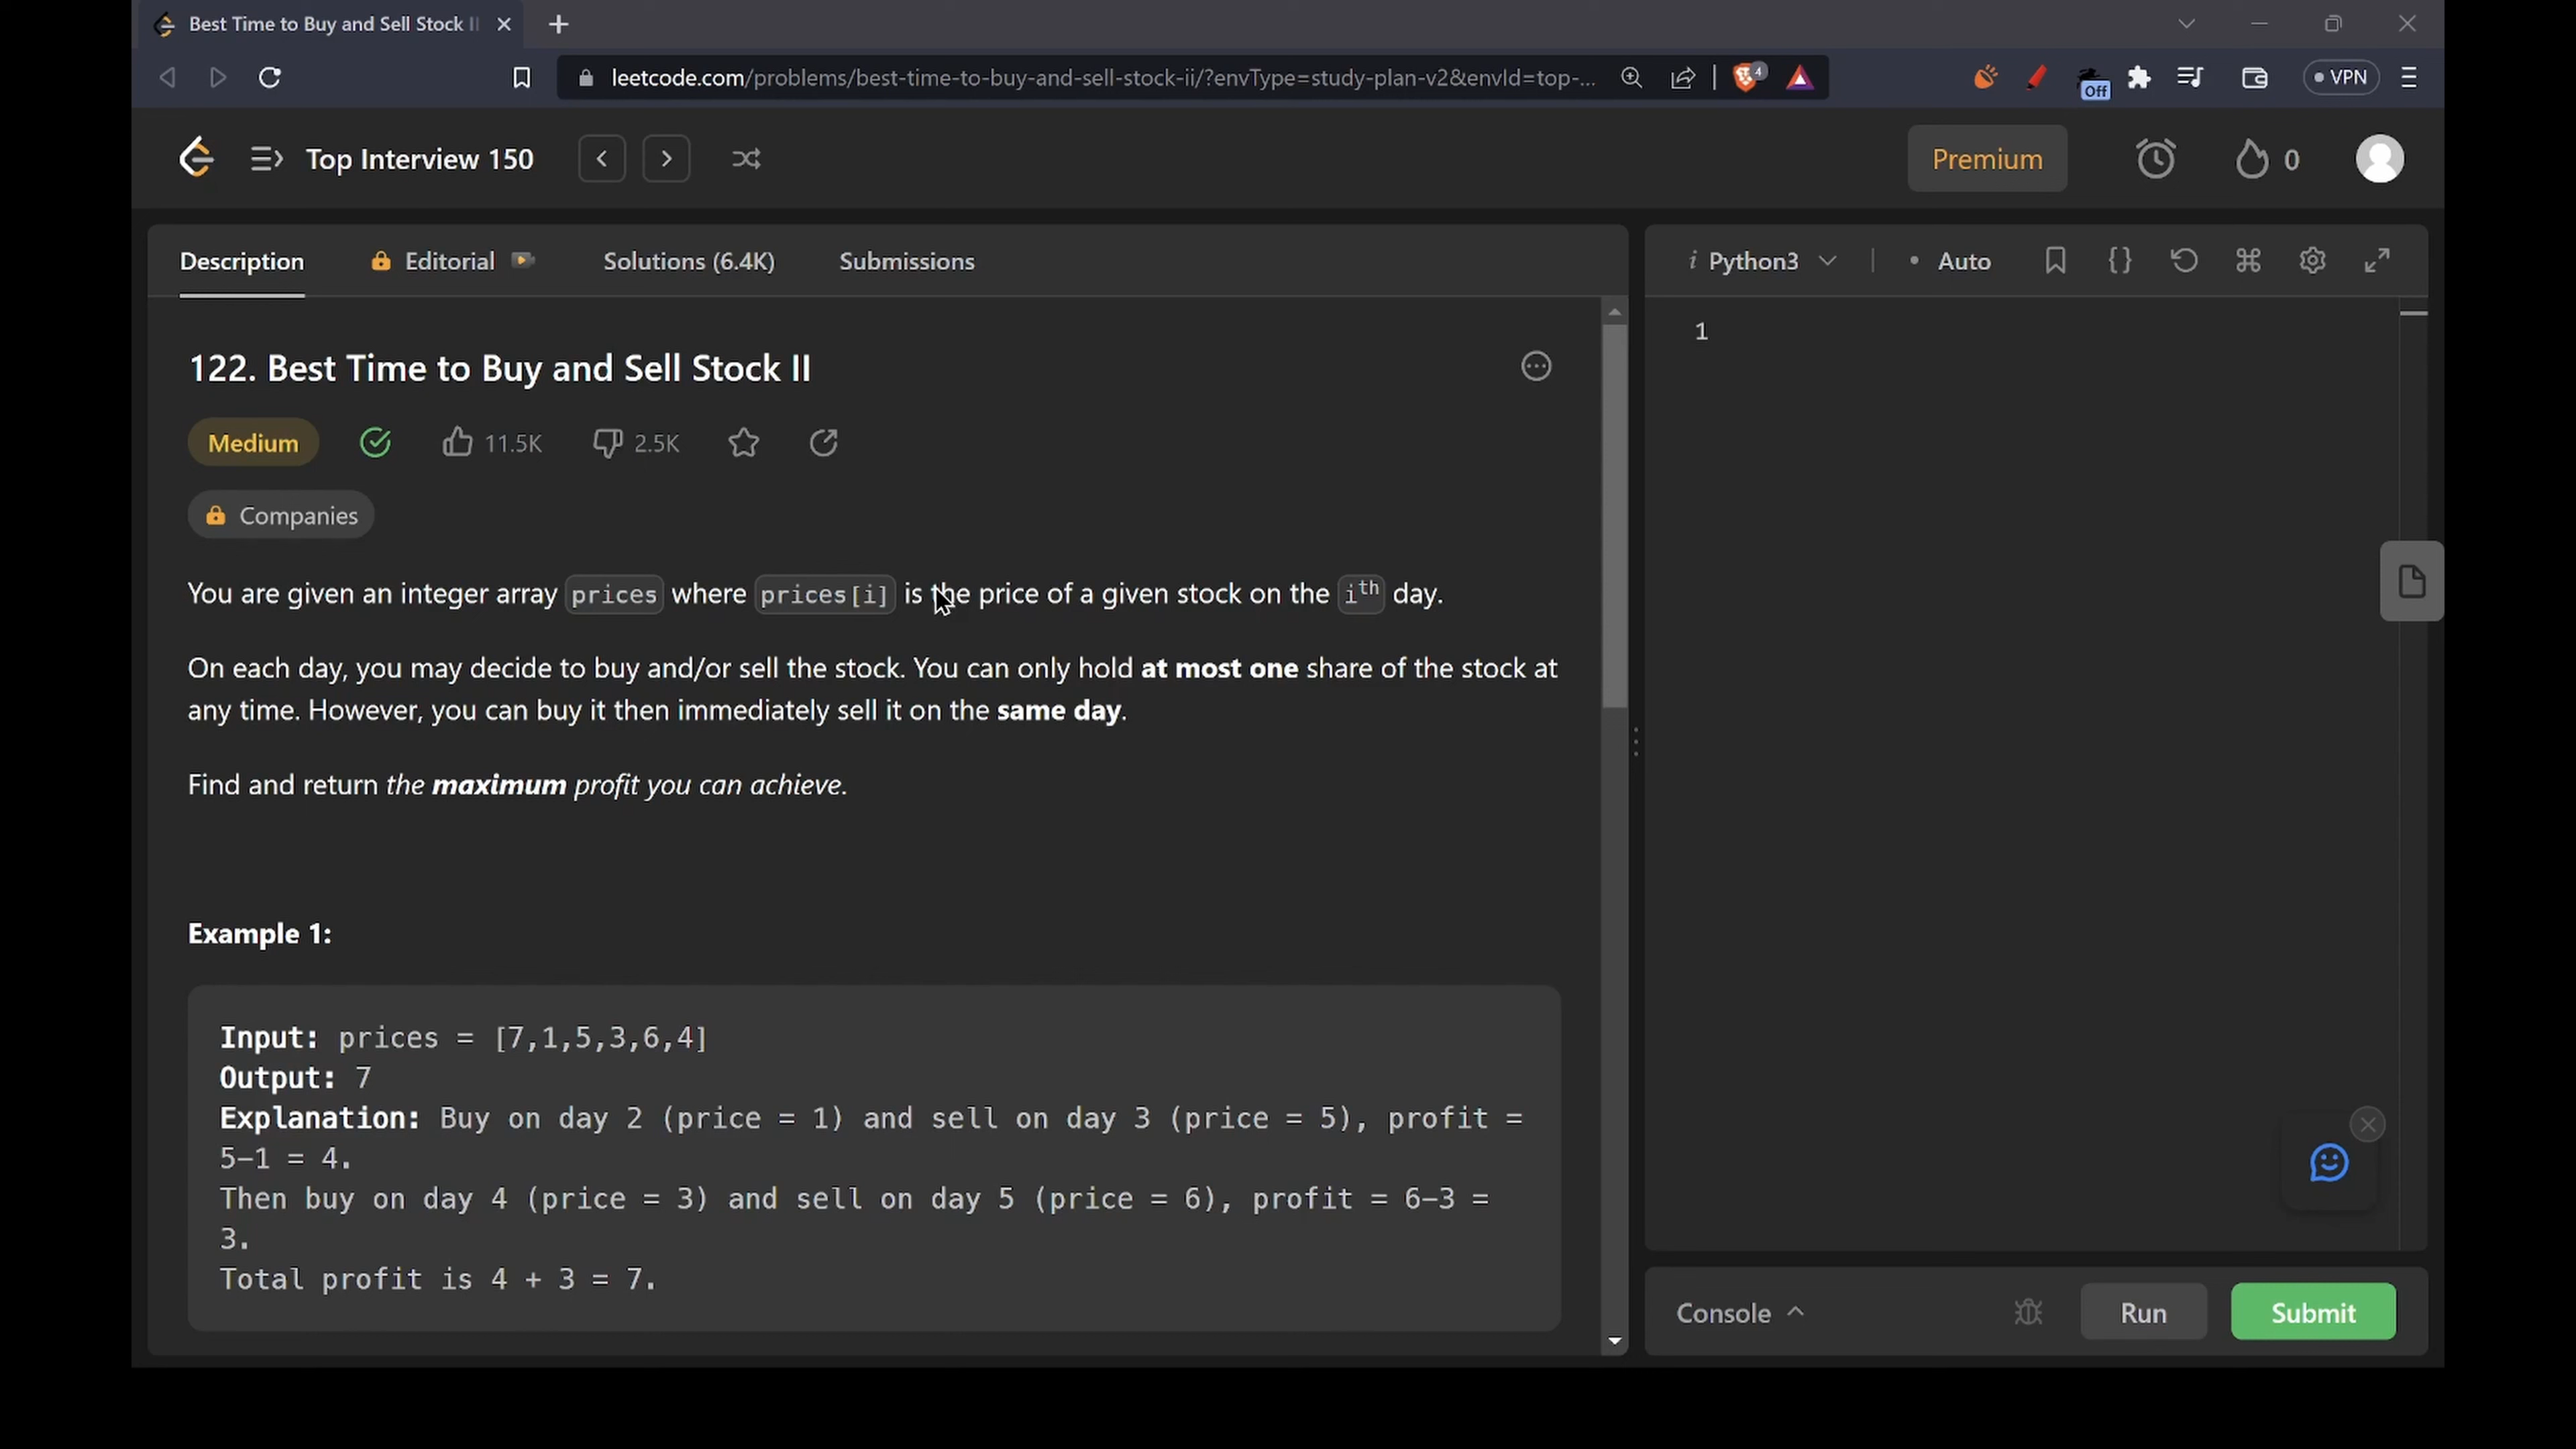 Best Time to Buy and Sell Stock II
leetcode.com/problems/best-time-to-buy-and-sell-stock-ii/?envType=study-plan-v2&envId=top-...
4
Off
VPN
Top Interview 150
Premium
0
Description
Editorial
Solutions (6.4K)
Submissions
Python3
Auto
1
122. Best Time to Buy and Sell Stock II
Medium
11.5K
2.5K
Companies
You are given an integer array prices where prices[i] is the price of a given stock on the ith day.
On each day, you may decide to buy and/or sell the stock. You can only hold at most one share of the stock at
any time. However, you can buy it then immediately sell it on the same day.
Find and return the maximum profit you can achieve.
Example 1:
Input: prices = [7,1,5,3,6,4]
Output: 7
Explanation: Buy on day 2 (price = 1) and sell on day 3 (price = 5), profit =
5-1 = 4.
Then buy on day 4 (price = 3) and sell on day 5 (price = 6), profit = 6-3 =
3.
Total profit is 4 + 3 = 7.
Console
Run
Submit